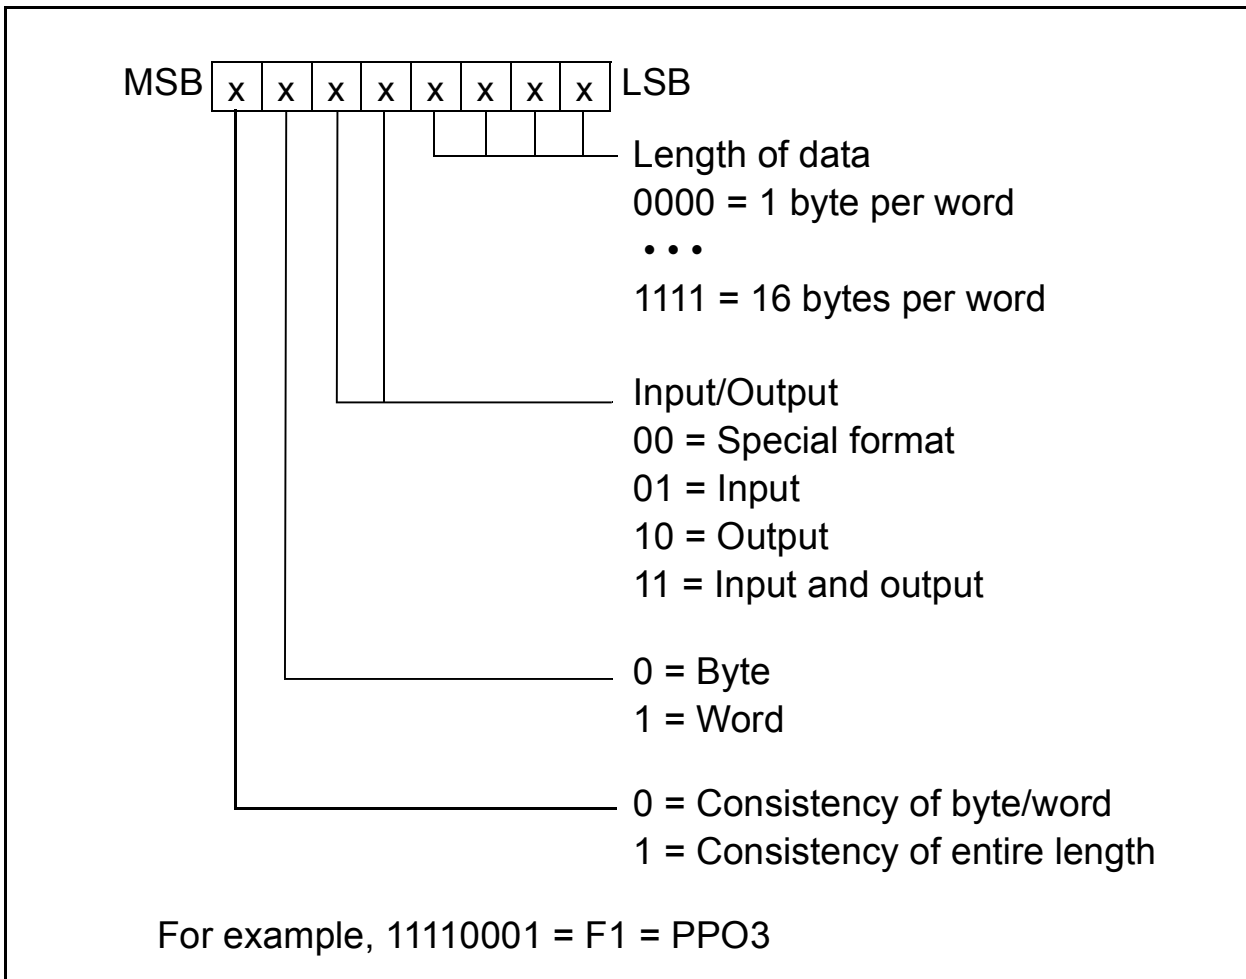 MSB x x x x x x x x LSB
Length of data
0000 = 1 byte per word
• • •
1111 = 16 bytes per word
Input/Output
00 = Special format
01 = Input
10 = Output
11 = Input and output
0 = Byte
1 = Word
0 = Consistency of byte/word
1 = Consistency of entire length
For example, 11110001 = F1 = PPO3